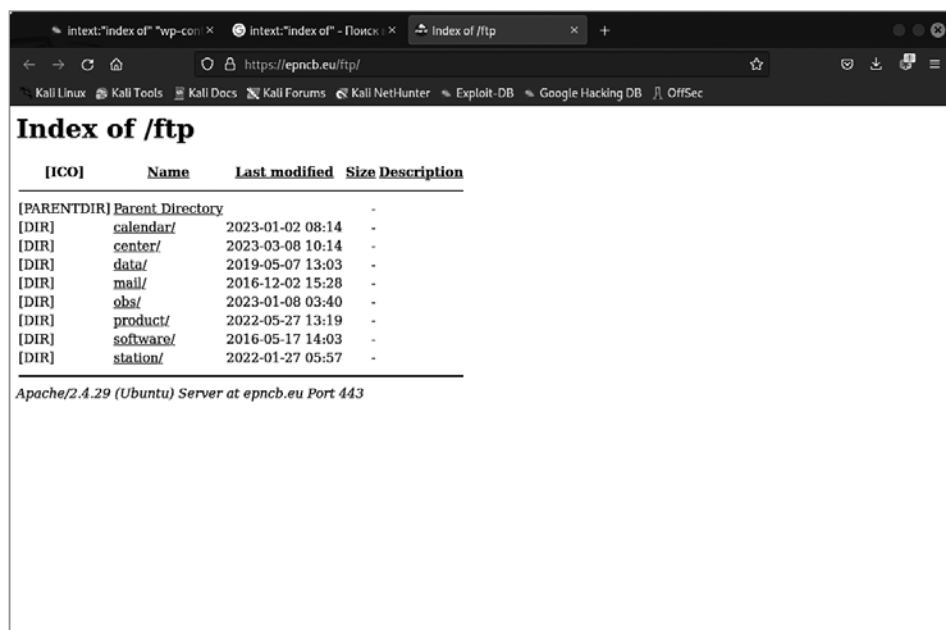 intext:"index of" "wp-con
intext:"index of" - Поиск
Index of /ftp
https://epncb.eu/ftp/
Kali Linux Kali Tools Kali Docs Kali Forums Kali NetHunter Exploit-DB Google Hacking DB OffSec
Index of /ftp
[ICO] Name Last modified Size Description
[PARENTDIR] Parent Directory -
[DIR] calendar/ 2023-01-02 08:14 -
[DIR] center/ 2023-03-08 10:14 -
[DIR] data/ 2019-05-07 13:03 -
[DIR] mail/ 2016-12-02 15:28 -
[DIR] obs/ 2023-01-08 03:40 -
[DIR] product/ 2022-05-27 13:19 -
[DIR] software/ 2016-05-17 14:03 -
[DIR] station/ 2022-01-27 05:57 -
Apache/2.4.29 (Ubuntu) Server at epncb.eu Port 443